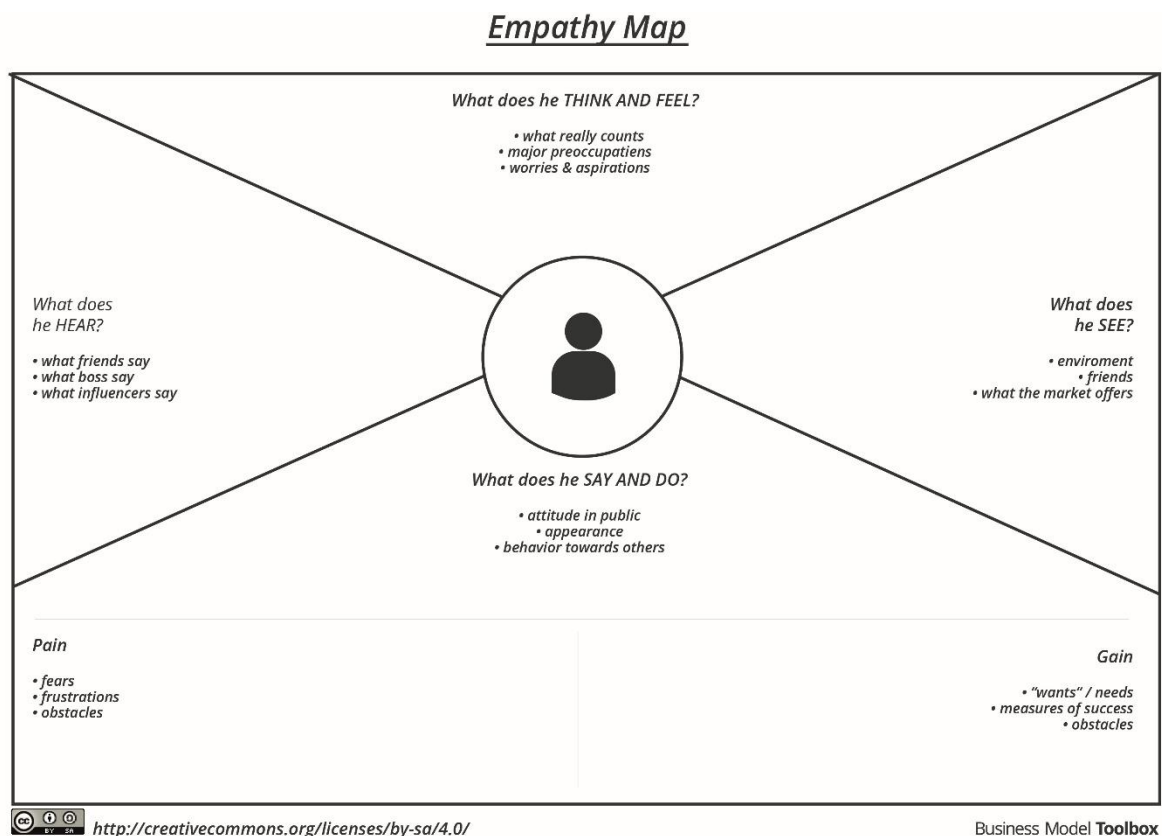 Empathy Map
What does he THINK AND FEEL?
• what really counts
• major preoccupatiens
• worries & aspirations
What does
he HEAR?
• what friends say
• what boss say
• what influencers say
What does
he SEE?
• enviroment
• friends
• what the market offers
What does he SAY AND DO?
• attitude in public
• appearance
• behavior towards others
Pain
• fears
• frustrations
• obstacles
Gain
• “wants” / needs
• measures of success
• obstacles
cc BY SA http://creativecommons.org/licenses/by-sa/4.0/
Business Model Toolbox